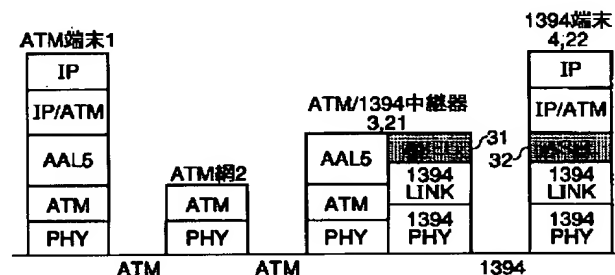 ATM端末1
IP
IP/ATM
AAL5
ATM
PHY
ATM網2
ATM
PHY
ATM/1394中継器
3,21
AAL5
ATM
PHY
1394
LINK
1394
PHY
31
32
1394端末
4,22
IP
IP/ATM
1394
LINK
1394
PHY
ATM
ATM
1394